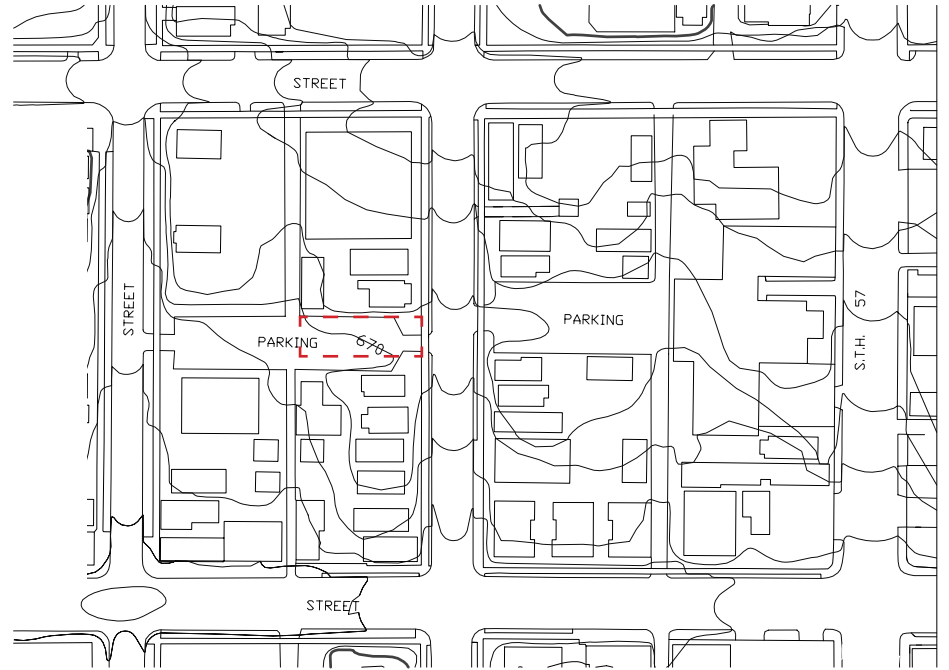 STREET
STREET
57
S.T.H.
PARKING
PARKING
670
STREET